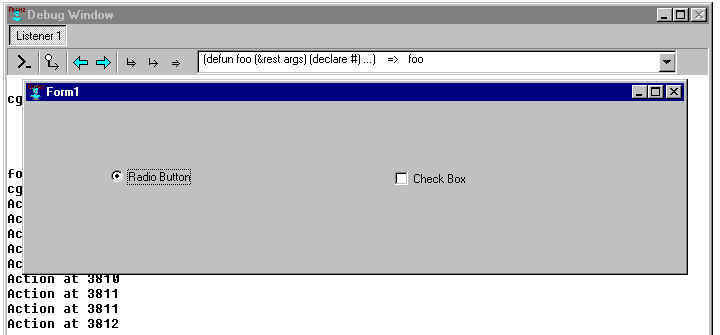 Debug Window
Listener 1
(defun foo (&rest args) (declare #) ...) => foo
Form1
cg
Radio Button
Check Box
fo
cg
Ac
Ac
Ac
Ac
Ac
Action at 3810
Action at 3811
Action at 3811
Action at 3812